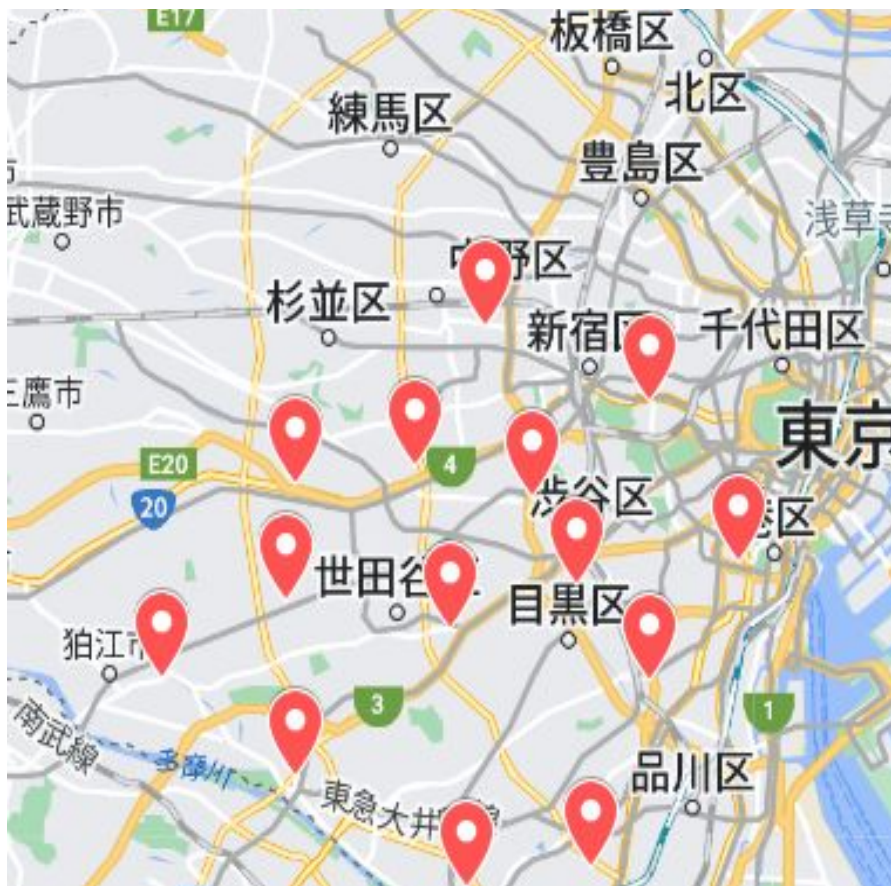 E17
板橋区
北区
練馬区
豊島区
武蔵野市
浅草
野区
杉並区
新宿
千代田区
三鷹市
東京
E20
4
20
渋谷区
港区
世田谷
目黒区
狛江市
3
1
南武線
多摩川
品川区
東急大井